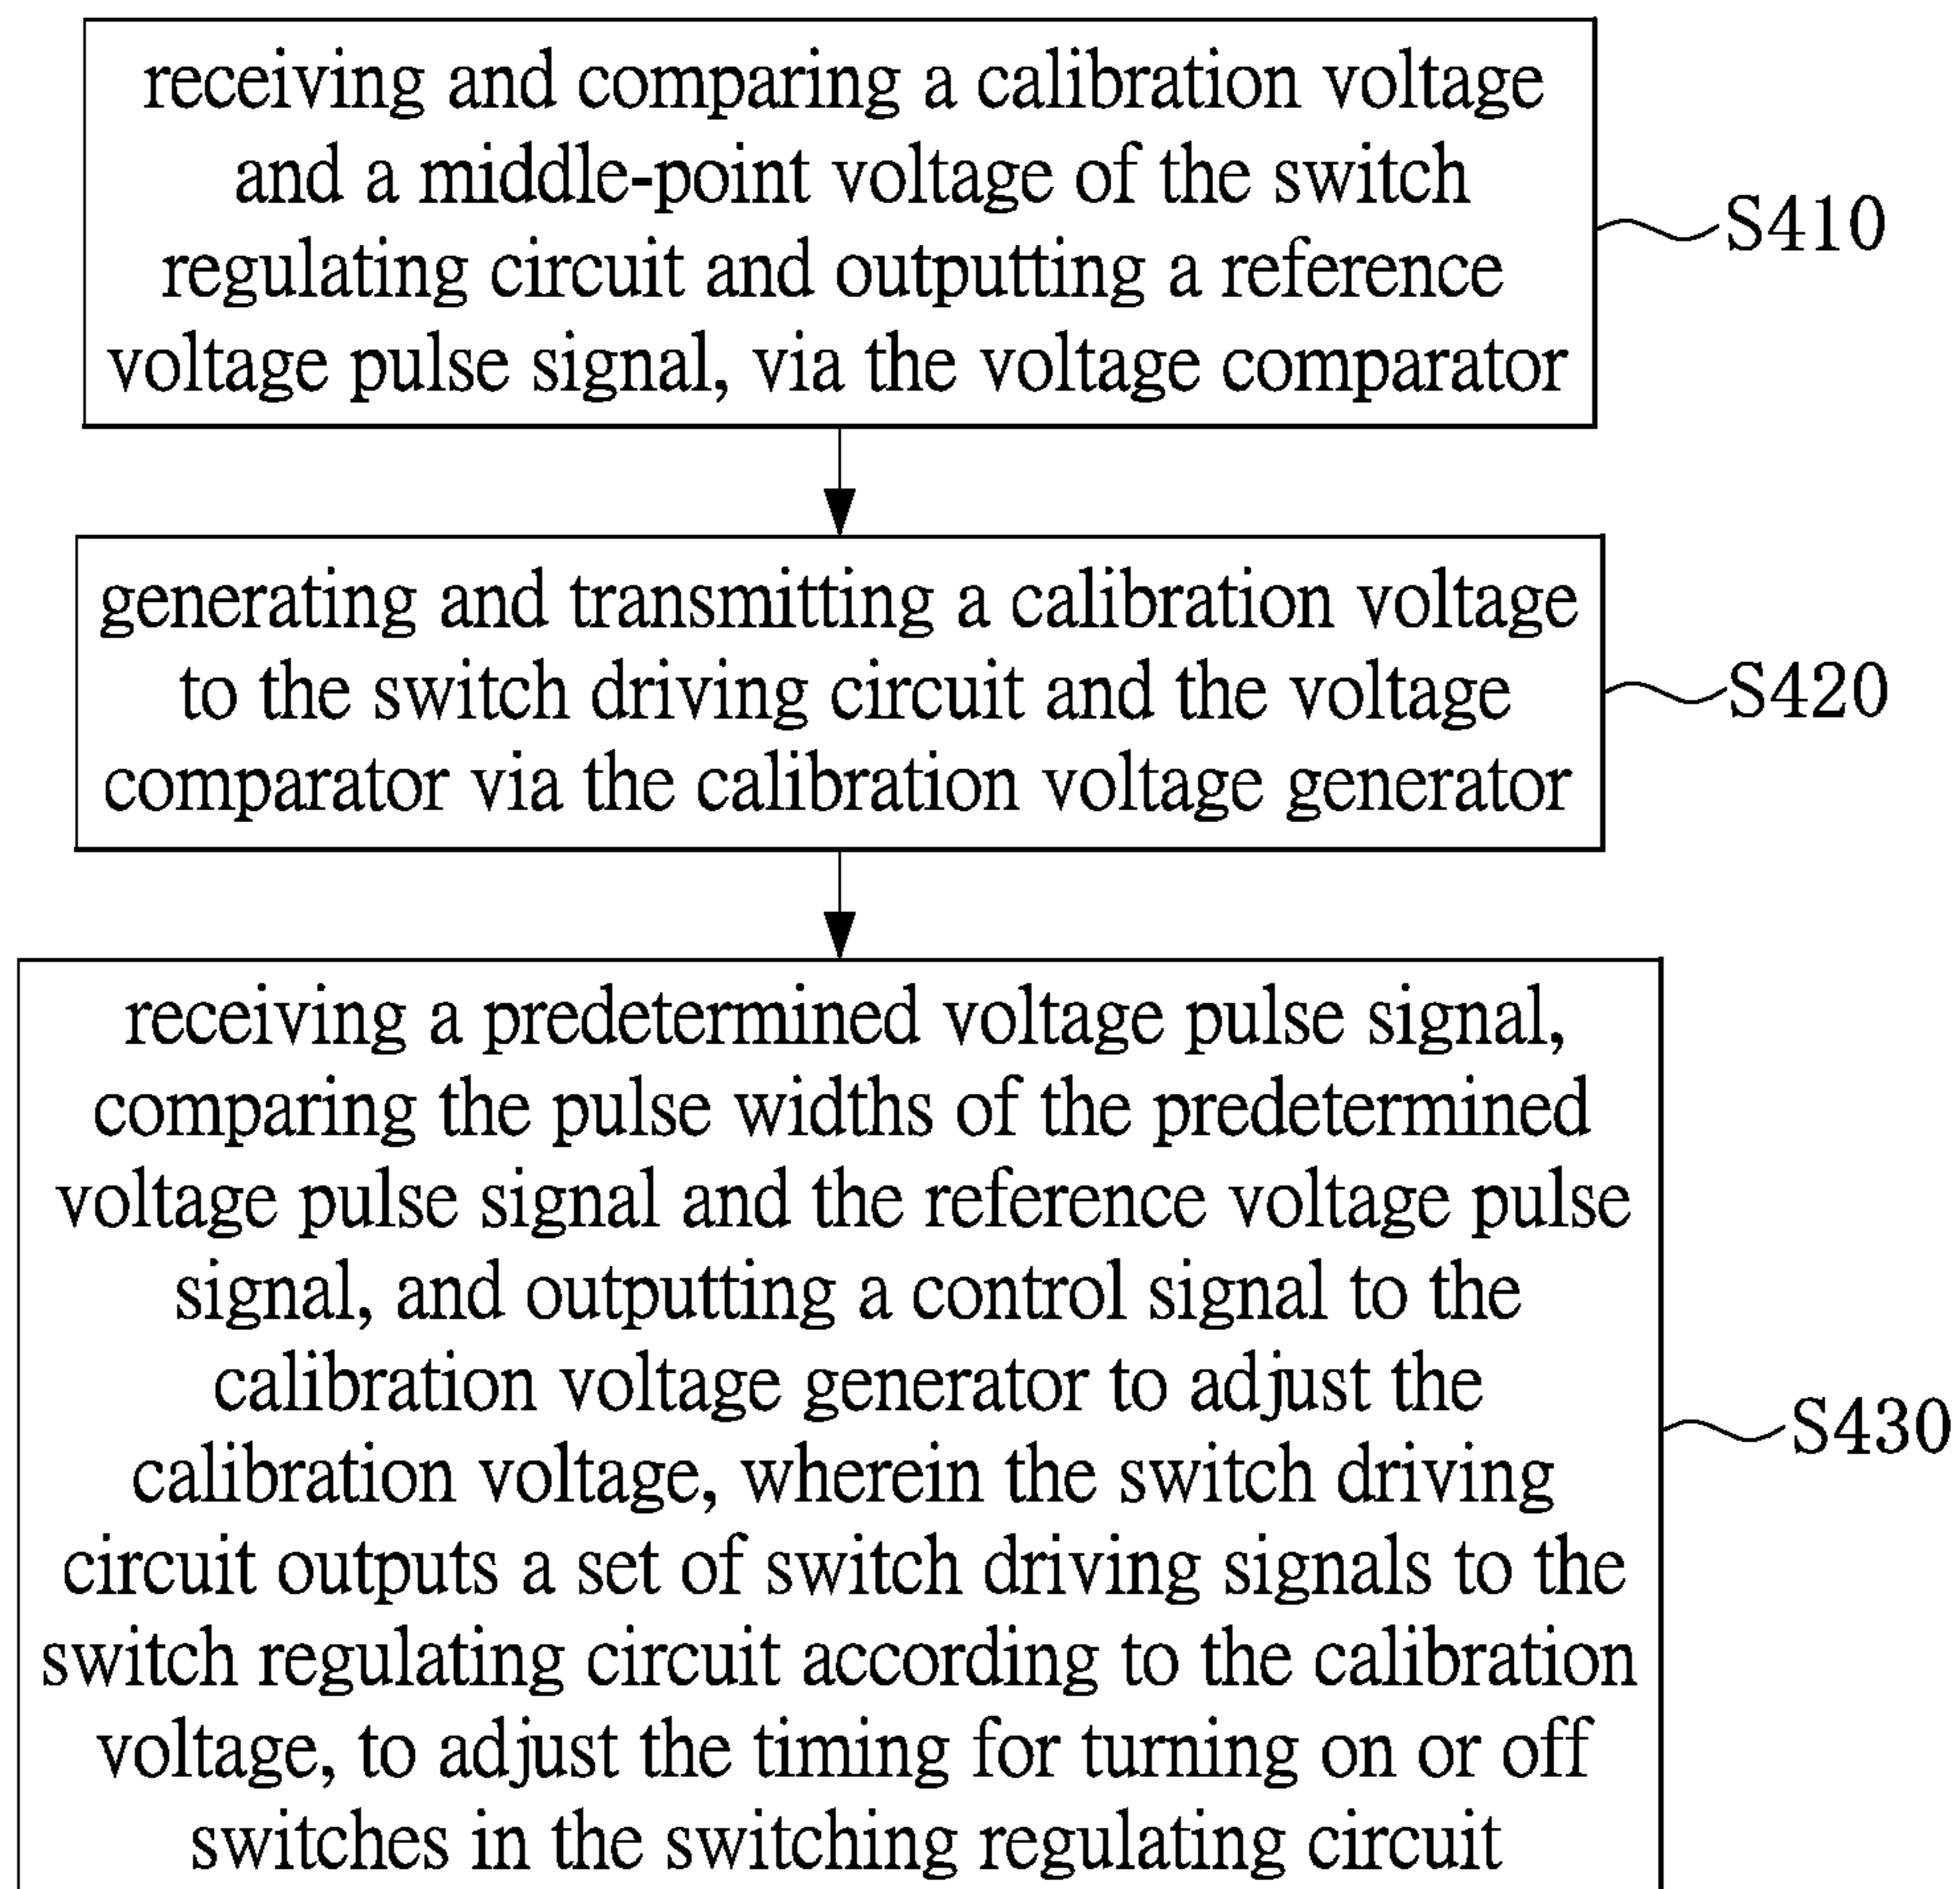 receiving and comparing a calibration voltage
and a middle-point voltage of the switch
regulating circuit and outputting a reference
voltage pulse signal, via the voltage comparator
S410
generating and transmitting a calibration voltage
to the switch driving circuit and the voltage
comparator via the calibration voltage generator
S420
receiving a predetermined voltage pulse signal,
comparing the pulse widths of the predetermined
voltage pulse signal and the reference voltage pulse
signal, and outputting a control signal to the
calibration voltage generator to adjust the
calibration voltage, wherein the switch driving
circuit outputs a set of switch driving signals to the
switch regulating circuit according to the calibration
voltage, to adjust the timing for turning on or off
switches in the switching regulating circuit
S430